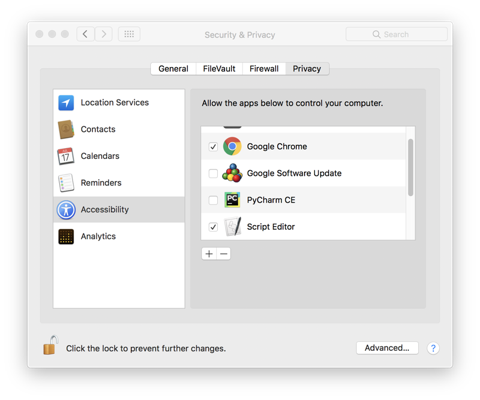 Security & Privacy
Search
General
FileVault
Firewall
Privacy
Location Services
Contacts
17
Calendars
Reminders
Accessibility
Analytics
Allow the apps below to control your computer.
Google Chrome
Google Software Update
PC
PyCharm CE
Script Editor
+ −
Click the lock to prevent further changes.
Advanced...
?